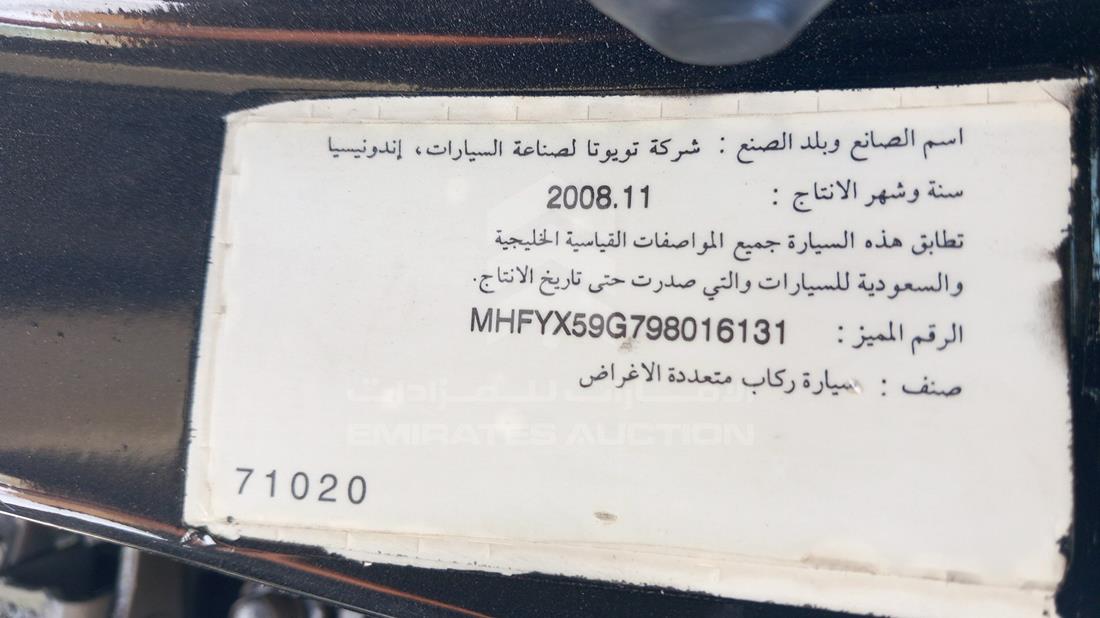 اسم الصانع وبلد الصنع : شركة تويوتا لصناعة السيارات، إندونيسيا
سنة وشهر الانتاج : 2008.11
تطابق هذه السيارة جميع المواصفات القياسية الخليجية
والسعودية للسيارات والتي صدرت حتى تاريخ الانتاج.
الرقم المميز : MHFYX59G798016131
صنف : سيارة ركاب متعددة الاغراض
الامارات للمزادات
EMIRATES AUCTION
71020